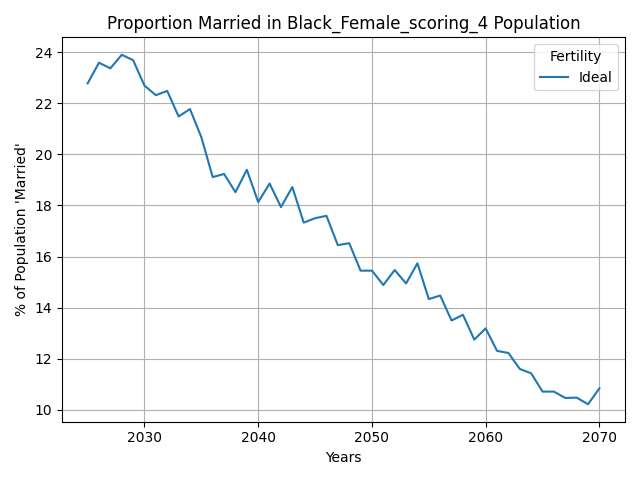 Proportion Married in Black_Female_scoring_4 Population
% of Population 'Married'
24
22
20
18
16
14
12
10
Fertility
Ideal
2030 2040 2050 2060 2070
Years